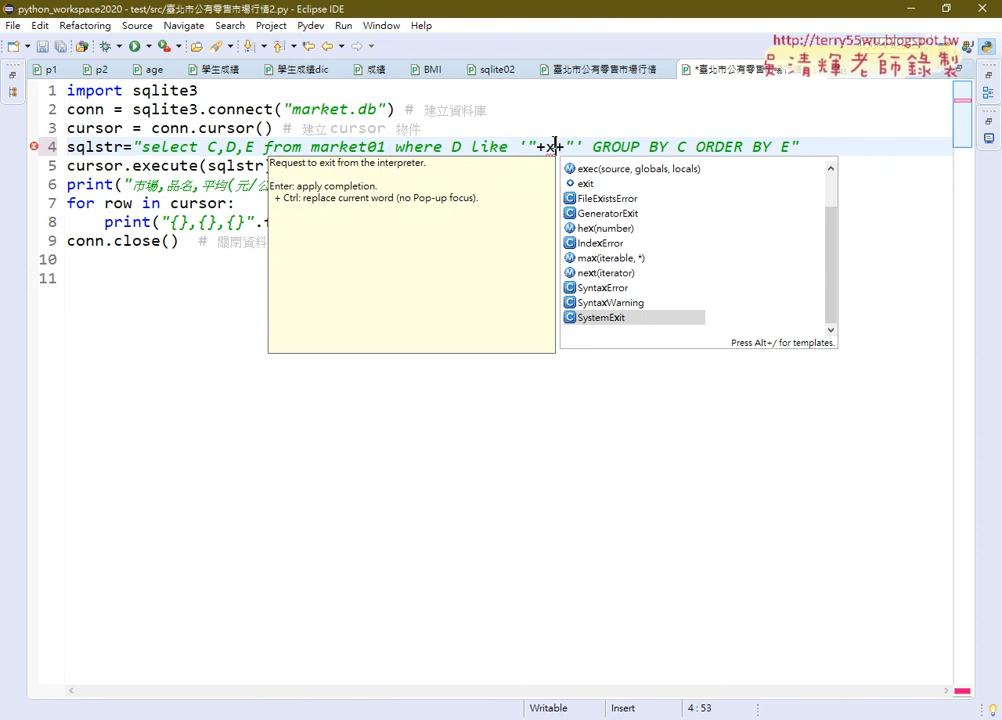 python_workspace2020 - test/src/臺北市公有零售市場行情2.py - Eclipse IDE
File Edit Refactoring Source Navigate Search Project Pydev Run Window Help
http://terry55wu.blogspot.tw
吳清輝老師錄製
p1 p2 age 學生成績 學生成績dic 成績 BMI sqlite02 臺北市公有零售市場行情 *臺北市公有零售市場
1 import sqlite3
2 conn = sqlite3.connect("market.db") # 建立資料庫
3 cursor = conn.cursor() # 建立 cursor 物件
4 sqlstr="select C,D,E from market01 where D like '"+x+"' GROUP BY C ORDER BY E"
5 cursor.execute(sqlstr)
6 print("市場,品名,平均(元/公
7 for row in cursor:
8 print("{},{},{}".f
9 conn.close() # 關閉資料
10
11
Request to exit from the interpreter.
Enter: apply completion.
+ Ctrl: replace current word (no Pop-up focus).
exec(source, globals, locals)
exit
FileExistsError
GeneratorExit
hex(number)
IndexError
max(iterable, *)
next(iterator)
SyntaxError
SyntaxWarning
SystemExit
Press Alt+/ for templates.
Writable Insert 4 : 53